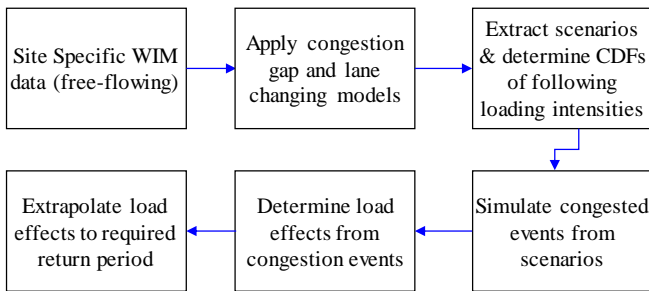 Site Specific WIM
data (free-flowing)
Apply congestion
gap and lane
changing models
Extract scenarios
& determine CDFs
of following
loading intensities
Simulate congested
events from
scenarios
Determine load
effects from
congestion events
Extrapolate load
effects to required
return period